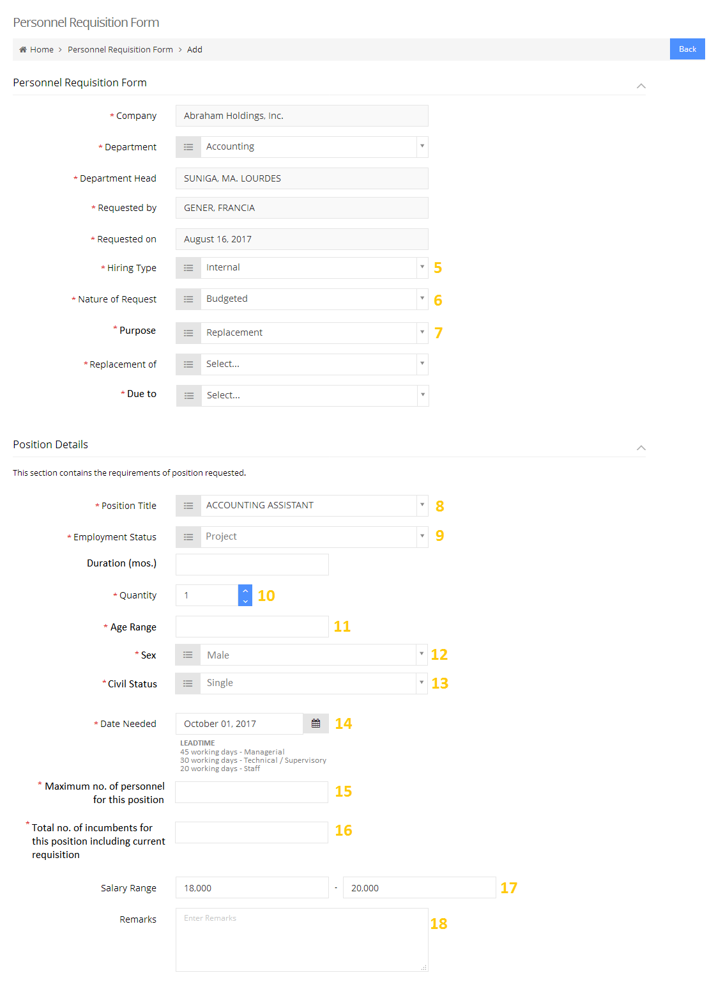 Personnel Requisition Form
Home > Personnel Requisition Form > Add Back
Personnel Requisition Form
* Company Abraham Holdings, Inc.
* Department Accounting
* Department Head SUNIGA, MA. LOURDES
* Requested by GENER, FRANCIA
* Requested on August 16, 2017
* Hiring Type Internal 5
* Nature of Request Budgeted 6
* Purpose Replacement 7
* Replacement of Select...
* Due to Select...
Position Details
This section contains the requirements of position requested.
* Position Title ACCOUNTING ASSISTANT 8
* Employment Status Project 9
Duration (mos.)
* Quantity 1 10
* Age Range 11
* Sex Male 12
* Civil Status Single 13
* Date Needed October 01, 2017 14
LEADTIME
45 working days - Managerial
30 working days - Technical / Supervisory
20 working days - Staff
* Maximum no. of personnel
for this position 15
* Total no. of incumbents for 16
this position including current
requisition
Salary Range 18,000 - 20,000 17
Remarks Enter Remarks 18